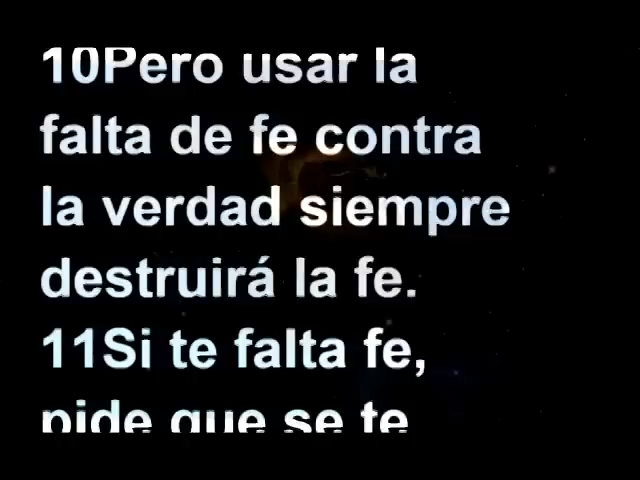 10Pero usar la
falta de fe contra
la verdad siempre
destruirá la fe.
11Si te falta fe,
pide que se te